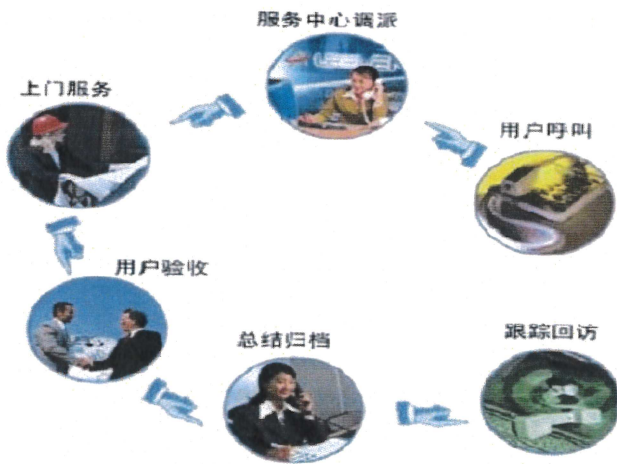 服务中心调派
上门服务
用户呼叫
用户验收
总结归档
跟踪回访